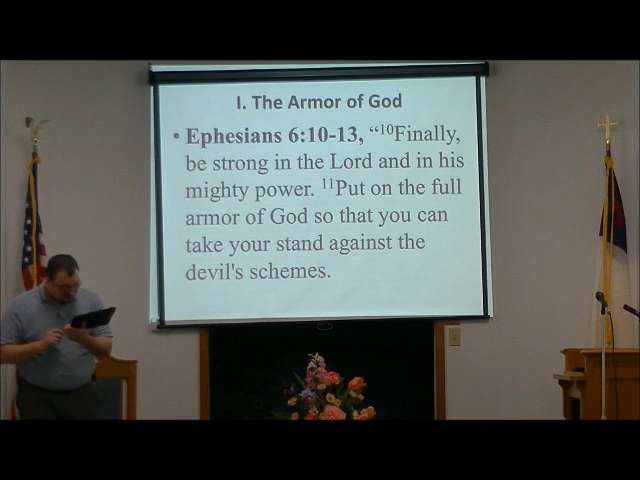 I. The Armor of God
• Ephesians 6:10-13, “¹⁰Finally,
be strong in the Lord and in his
mighty power. ¹¹Put on the full
armor of God so that you can
take your stand against the
devil's schemes.